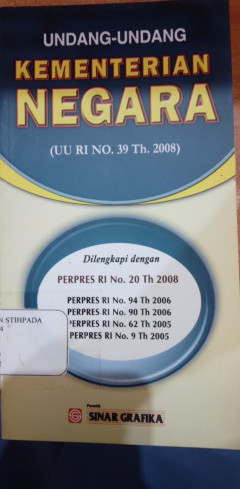 UNDANG-UNDANG
KEMENTERIAN
NEGARA
(UU RI NO. 39 Th. 2008)
Dilengkapi dengan
PERPRES RI No. 20 Th 2008
PERPRES RI No. 94 Th 2006
PERPRES RI No. 90 Th 2006
PERPRES RI No. 62 Th 2005
PERPRES RI No. 9 Th 2005
STIHPADA
Penerbit
SINAR GRAFIKA